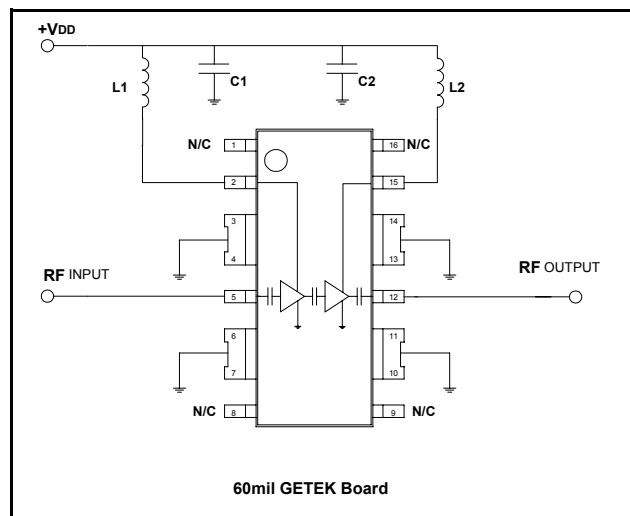 +VDD
L1
C1
C2
L2
N/C
1
16
N/C
2
15
3
14
4
13
RF INPUT
RF OUTPUT
5
12
6
11
7
10
N/C
8
9
N/C
60mil GETEK Board